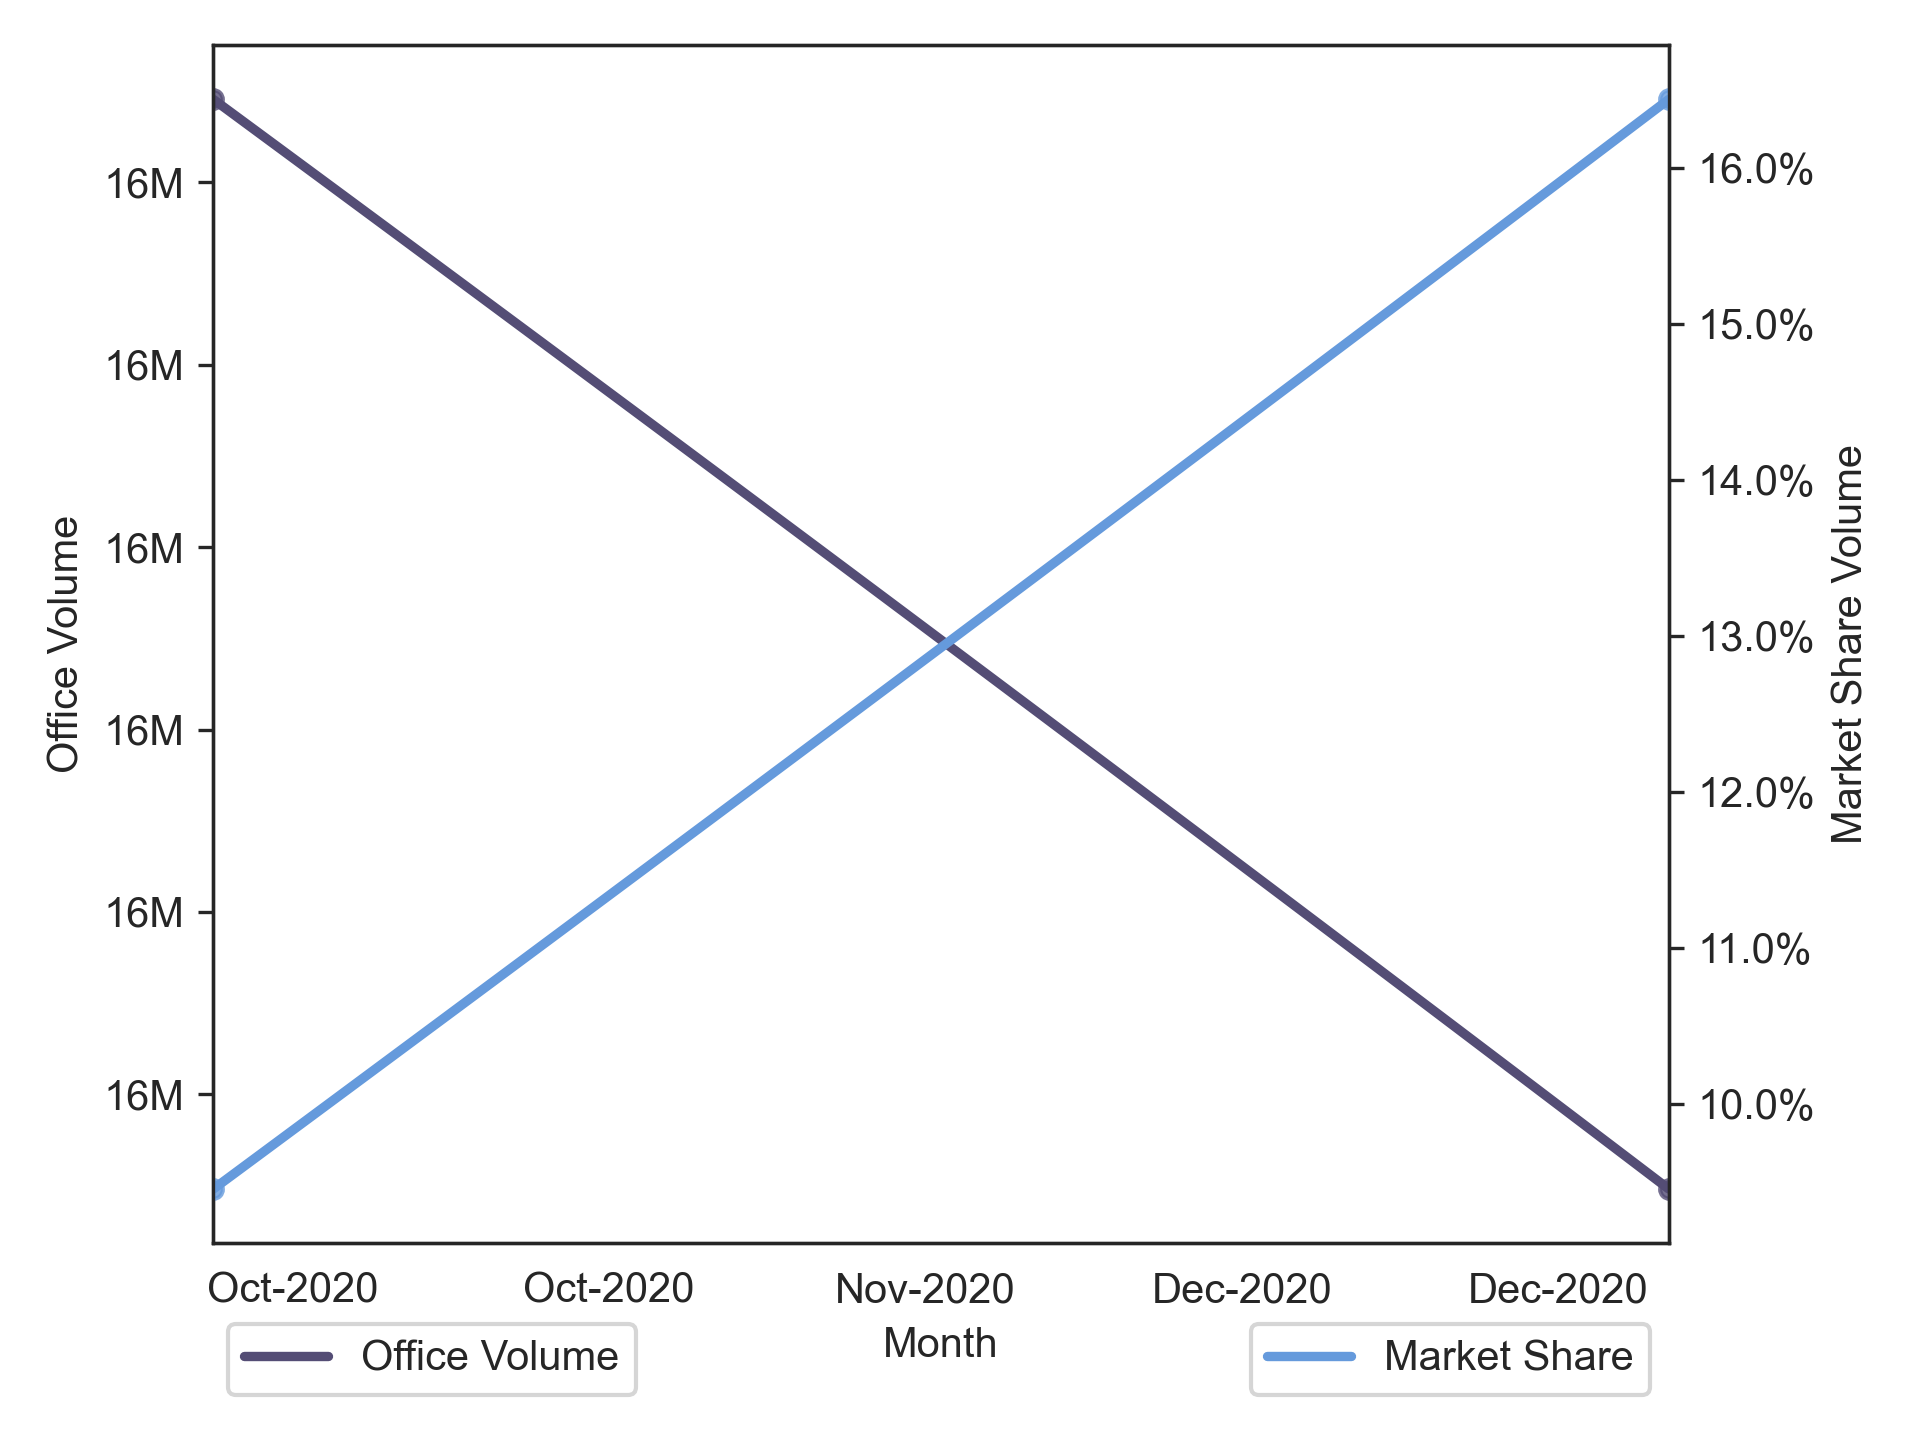 Office Volume
16M
16M
16M
16M
16M
16M
16.0%
15.0%
14.0%
13.0%
12.0%
11.0%
10.0%
Market Share Volume
Oct-2020 Oct-2020 Nov-2020 Dec-2020 Dec-2020
Month
Office Volume
Market Share